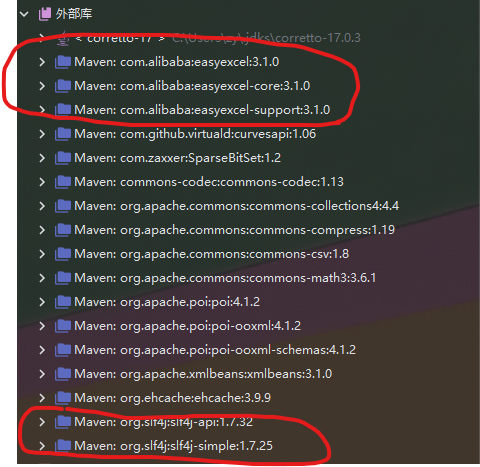 外部库
< corretto-17 > C:\Users\zy\.jdks\corretto-17.0.3
Maven: com.alibaba:easyexcel:3.1.0
Maven: com.alibaba:easyexcel-core:3.1.0
Maven: com.alibaba:easyexcel-support:3.1.0
Maven: com.github.virtuald:curvesapi:1.06
Maven: com.zaxxer:SparseBitSet:1.2
Maven: commons-codec:commons-codec:1.13
Maven: org.apache.commons:commons-collections4:4.4
Maven: org.apache.commons:commons-compress:1.19
Maven: org.apache.commons:commons-csv:1.8
Maven: org.apache.commons:commons-math3:3.6.1
Maven: org.apache.poi:poi:4.1.2
Maven: org.apache.poi:poi-ooxml:4.1.2
Maven: org.apache.poi:poi-ooxml-schemas:4.1.2
Maven: org.apache.xmlbeans:xmlbeans:3.1.0
Maven: org.ehcache:ehcache:3.9.9
Maven: org.slf4j:slf4j-api:1.7.32
Maven: org.slf4j:slf4j-simple:1.7.25